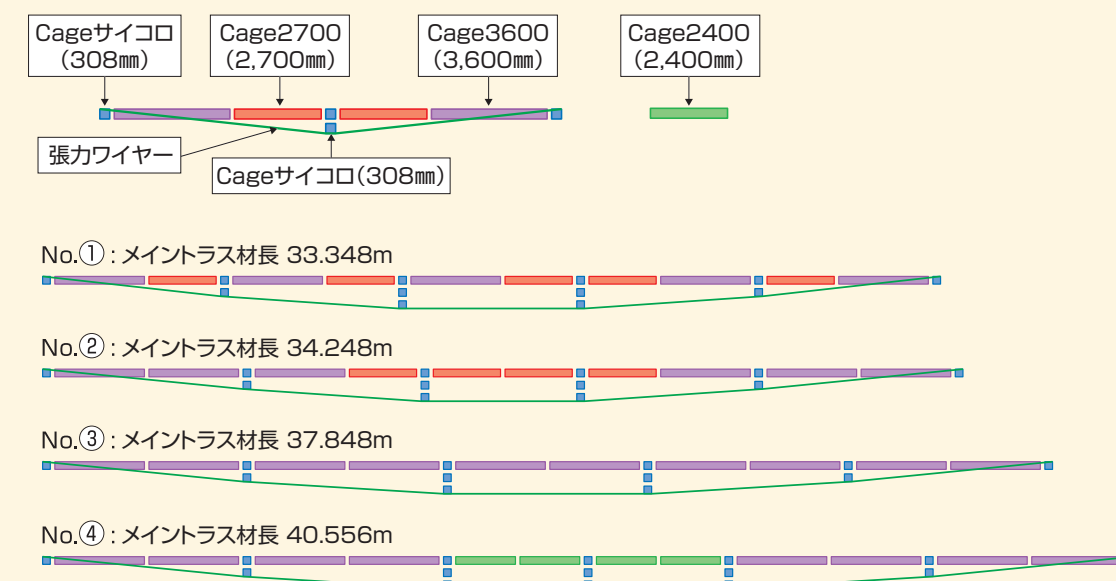 Cageサイコロ
(308㎜)
Cage2700
(2,700㎜)
Cage3600
(3,600㎜)
Cage2400
(2,400㎜)
張力ワイヤー
Cageサイコロ(308㎜)
No.①:メイントラス材長 33.348m
No.②:メイントラス材長 34.248m
No.③:メイントラス材長 37.848m
No.④:メイントラス材長 40.556m